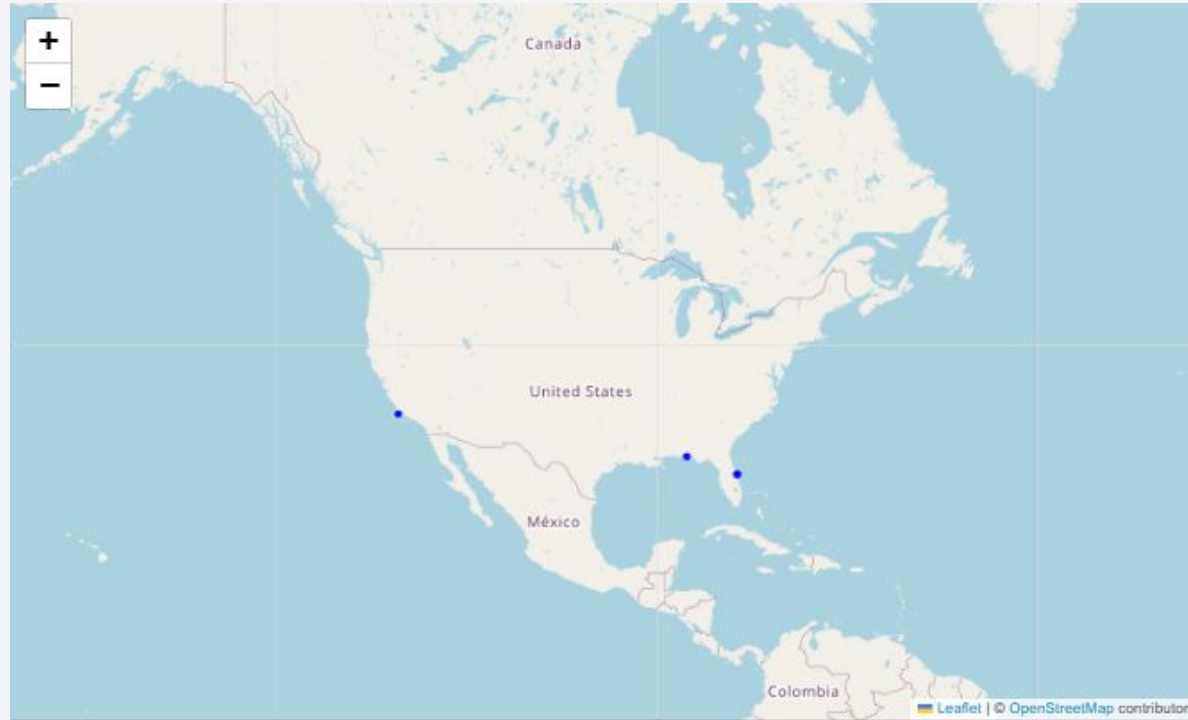 +
Canada
−
United States
México
Colombia
Leaflet | © OpenStreetMap contributor